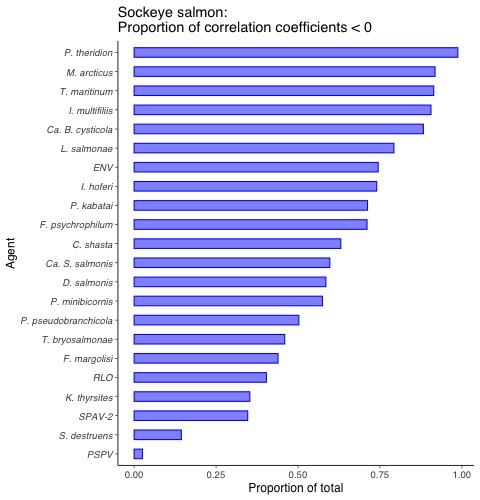 Sockeye salmon:
Proportion of correlation coefficients < 0
P. theridion
M. arcticus
T. maritinum
I. multifiliis
Ca. B. cysticola
L. salmonae
ENV
I. hoferi
P. kabatai
F. psychrophilum
C. shasta
Ca. S. salmonis
D. salmonis
P. minibicornis
P. pseudobranchicola
T. bryosalmonae
F. margolisi
RLO
K. thyrsites
SPAV-2
S. destruens
PSPV
Agent
0.00 0.25 0.50 0.75 1.00
Proportion of total